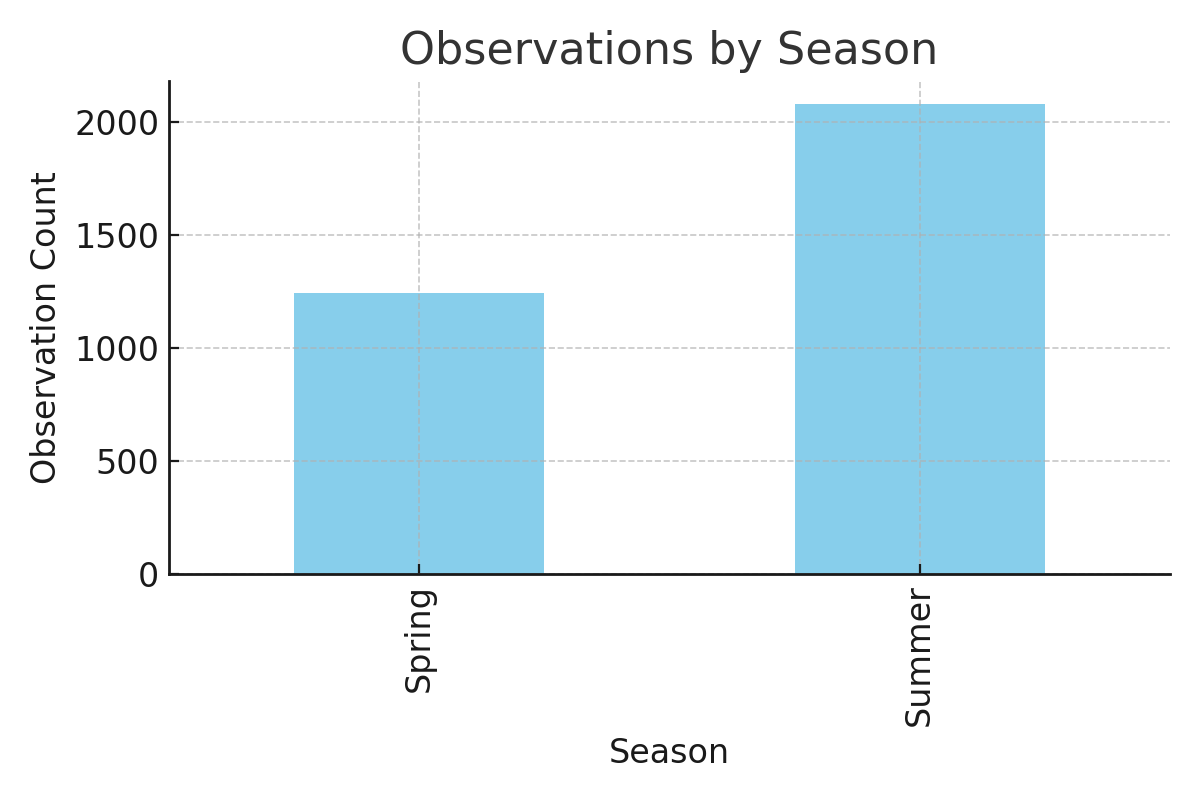 Observations by Season
Observation Count
2000
1500
1000
500
0
Spring
Summer
Season